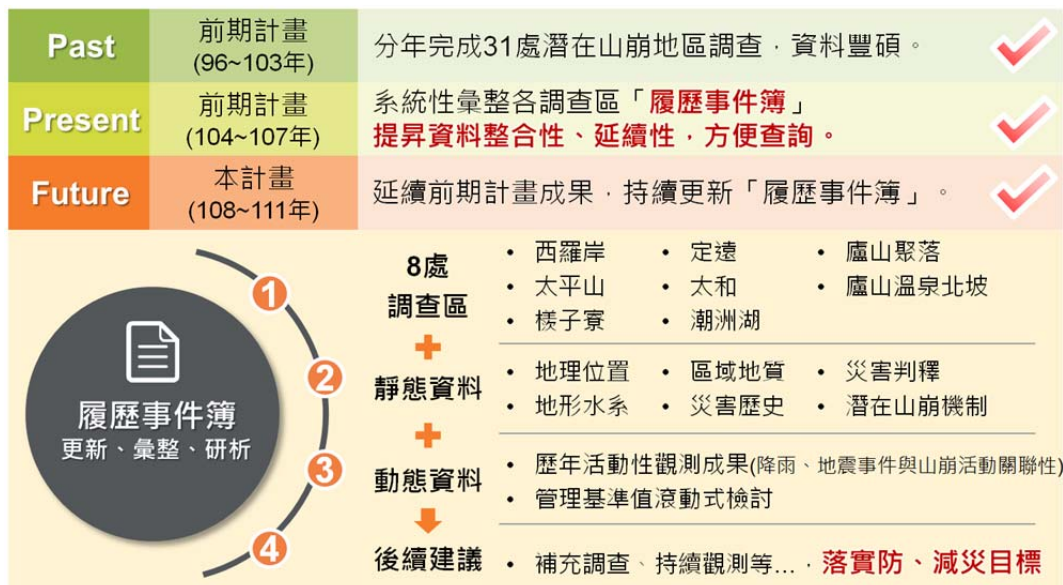 Past
前期計畫
(96~103年)
分年完成31處潛在山崩地區調查，資料豐碩。
Present
前期計畫
(104~107年)
系統性彙整各調查區「履歷事件簿」
提昇資料整合性、延續性，方便查詢。
Future
本計畫
(108~111年)
延續前期計畫成果，持續更新「履歷事件簿」。
履歷事件簿
更新、彙整、研析
1
8處
調查區
• 西羅岸 • 定遠 • 廬山聚落
• 太平山 • 太和 • 廬山溫泉北坡
• 檨子寮 • 潮洲湖
2
靜態資料
• 地理位置 • 區域地質 • 災害判釋
• 地形水系 • 災害歷史 • 潛在山崩機制
3
動態資料
• 歷年活動性觀測成果(降雨、地震事件與山崩活動關聯性)
• 管理基準值滾動式檢討
4
後續建議
• 補充調查、持續觀測等...，落實防、減災目標